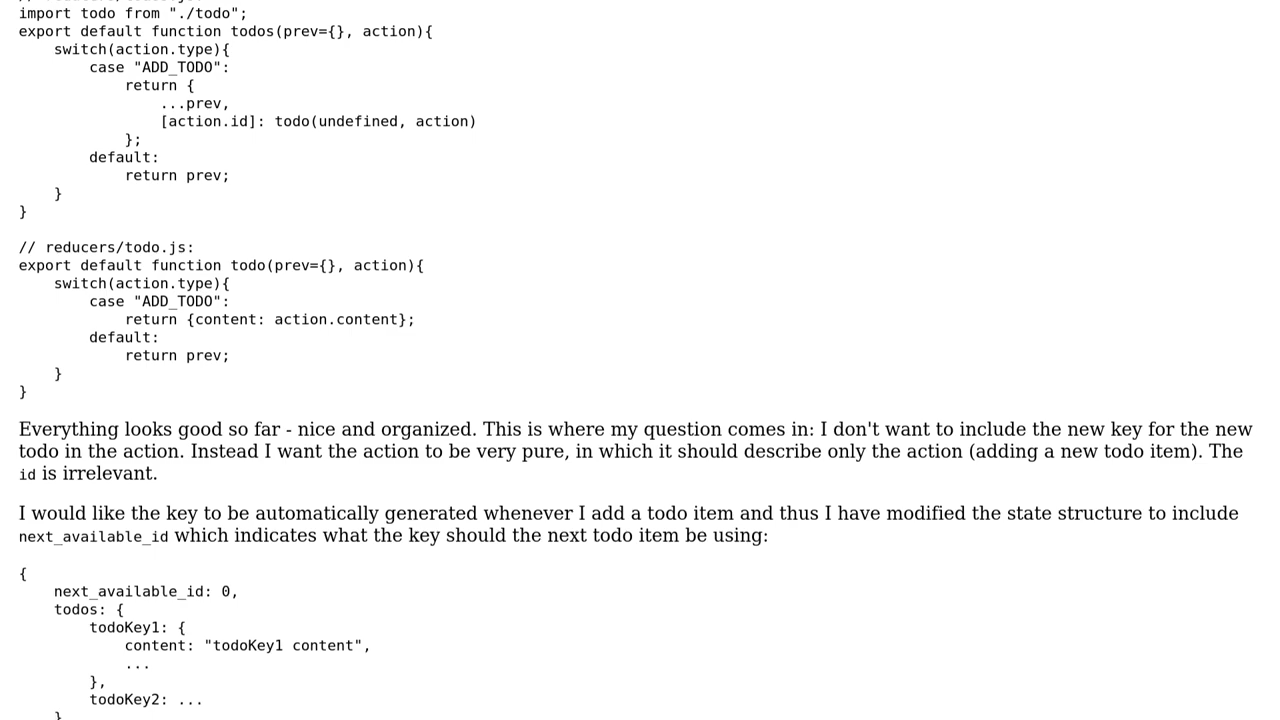 import todo from "./todo";
export default function todos(prev={}, action){
    switch(action.type){
        case "ADD_TODO":
            return {
                ...prev,
                [action.id]: todo(undefined, action)
            };
        default:
            return prev;
    }
}
// reducers/todo.js:
export default function todo(prev={}, action){
    switch(action.type){
        case "ADD_TODO":
            return {content: action.content};
        default:
            return prev;
    }
}
Everything looks good so far - nice and organized. This is where my question comes in: I don't want to include the new key for the new
todo in the action. Instead I want the action to be very pure, in which it should describe only the action (adding a new todo item). The
id is irrelevant.
I would like the key to be automatically generated whenever I add a todo item and thus I have modified the state structure to include
next_available_id which indicates what the key should the next todo item be using:
{
    next_available_id: 0,
    todos: {
        todoKey1: {
            content: "todoKey1 content",
            ...
        },
        todoKey2: ...
    }